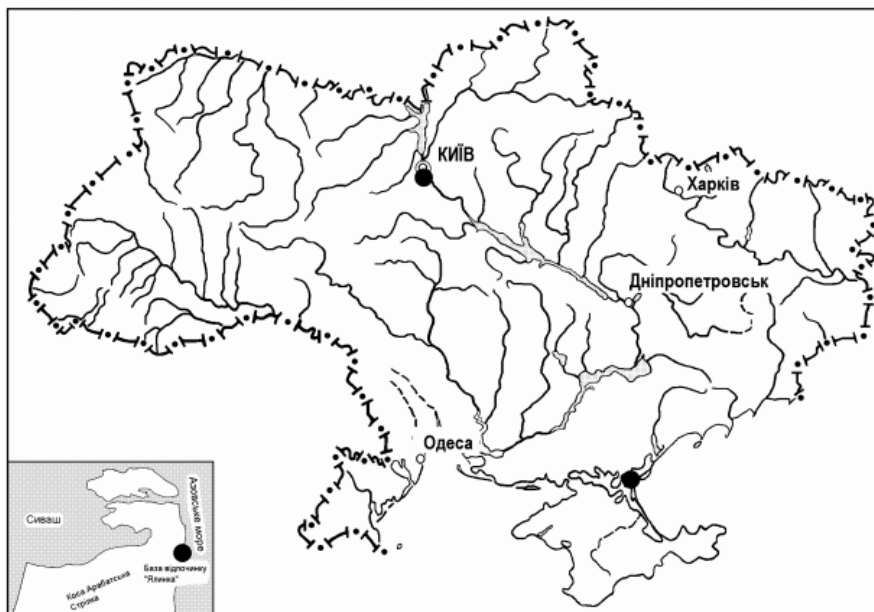 КИЇВ
Харків
Дніпропетровськ
Одеса
Азовське море
Сиваш
База відпочинку
"Ялинка"
Коса Арабатська
Стрілка